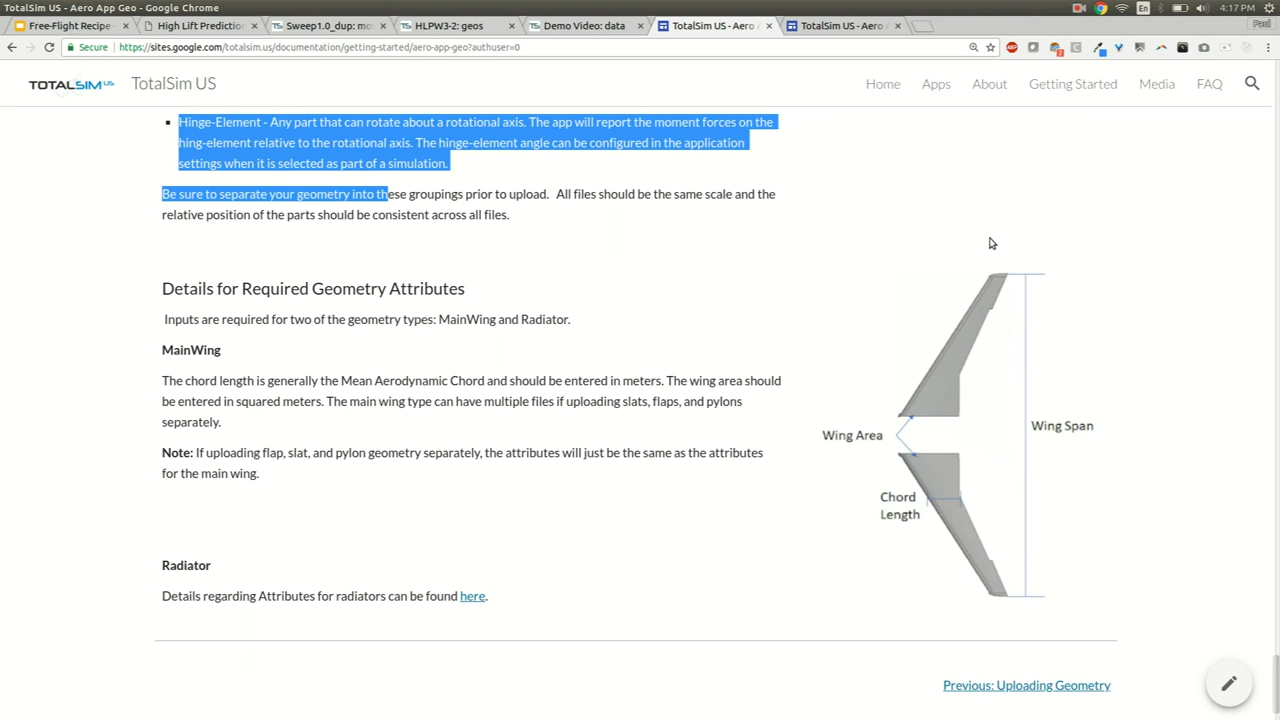 TotalSim US - Aero App Geo - Google Chrome
En
4:17 PM
Paul
Free-Flight Recipe
High Lift Prediction
TS Sweep1.0_dup: mov
TS HLPW3-2: geos
TS Demo Video: data
TotalSim US - Aero
TotalSim US - Aero
Secure https://sites.google.com/totalsim.us/documentation/getting-started/aero-app-geo?authuser=0
TOTALSIM US
TotalSim US
Home Apps About Getting Started Media FAQ
▪ Hinge-Element - Any part that can rotate about a rotational axis. The app will report the moment forces on the
hing-element relative to the rotational axis. The hinge-element angle can be configured in the application
settings when it is selected as part of a simulation.
Be sure to separate your geometry into these groupings prior to upload. All files should be the same scale and the
relative position of the parts should be consistent across all files.
Details for Required Geometry Attributes
Inputs are required for two of the geometry types: MainWing and Radiator.
MainWing
The chord length is generally the Mean Aerodynamic Chord and should be entered in meters. The wing area should
be entered in squared meters. The main wing type can have multiple files if uploading slats, flaps, and pylons
separately.
Note: If uploading flap, slat, and pylon geometry separately, the attributes will just be the same as the attributes
for the main wing.
Wing Area
Wing Span
Chord
Length
Radiator
Details regarding Attributes for radiators can be found here.
Previous: Uploading Geometry